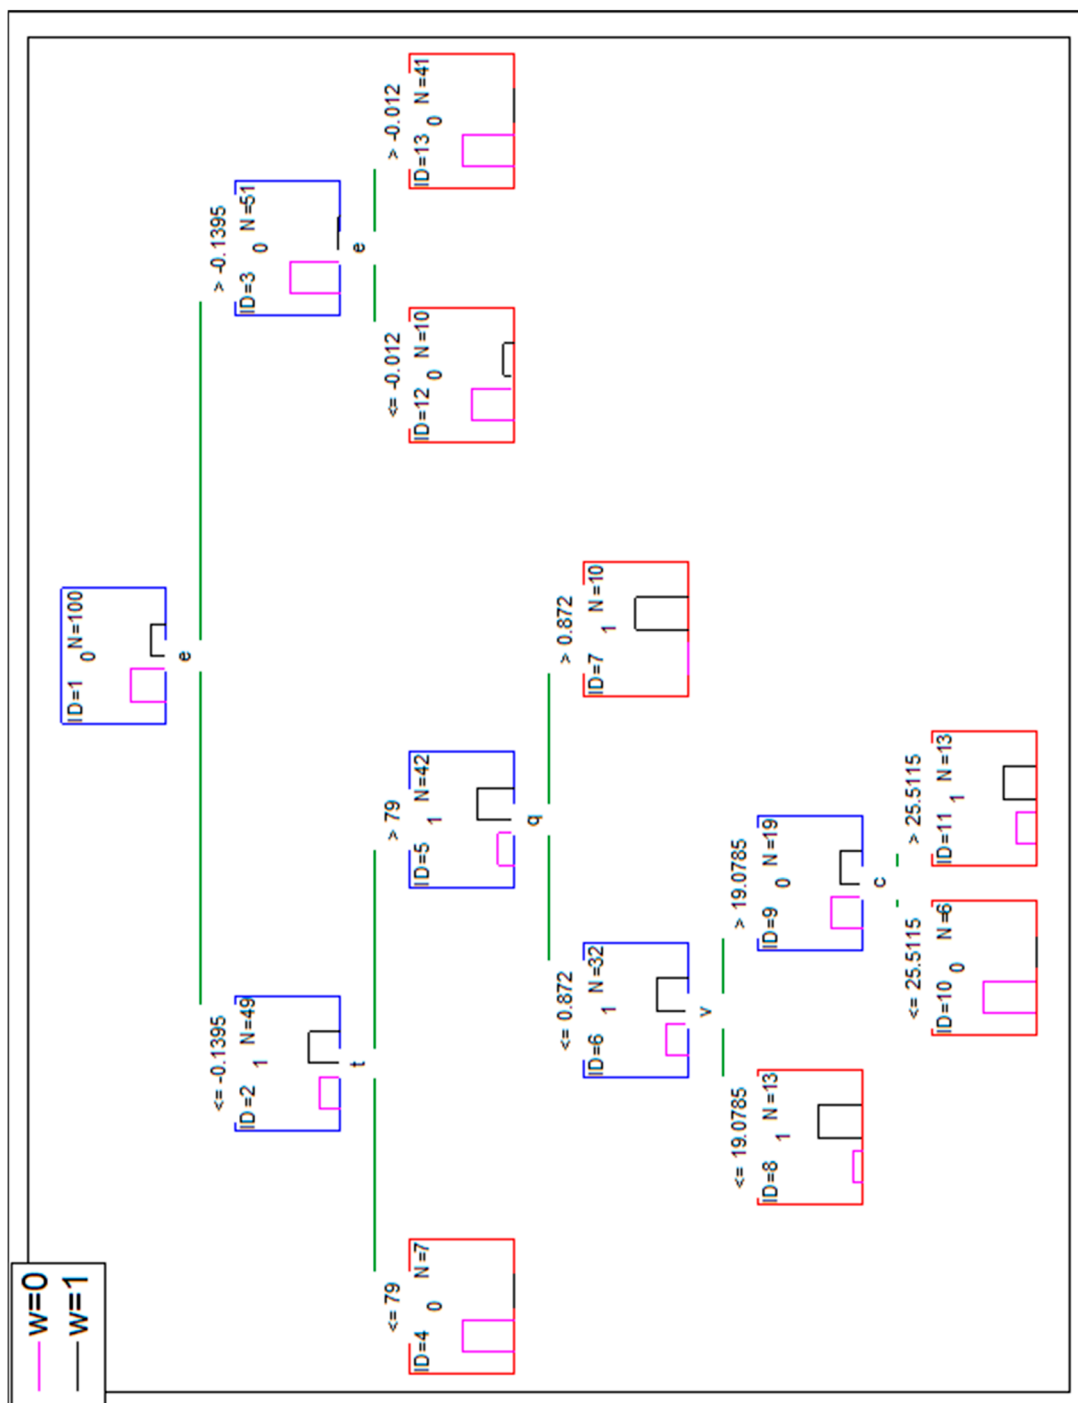 w=0
w=1
ID=1 N=100
0
e
<= -0.1395
> -0.1395
ID=2 N=49
1
t
ID=3 N=51
0
e
<= 79
> 79
<= -0.012
> -0.012
ID=4 N=7
0
ID=5 N=42
1
q
ID=12 N=10
0
ID=13 N=41
0
<= 0.872
> 0.872
ID=6 N=32
1
v
ID=7 N=10
1
<= 19.0785
> 19.0785
ID=8 N=13
1
ID=9 N=19
0
c
<= 25.5115
> 25.5115
ID=10 N=6
0
ID=11 N=13
1